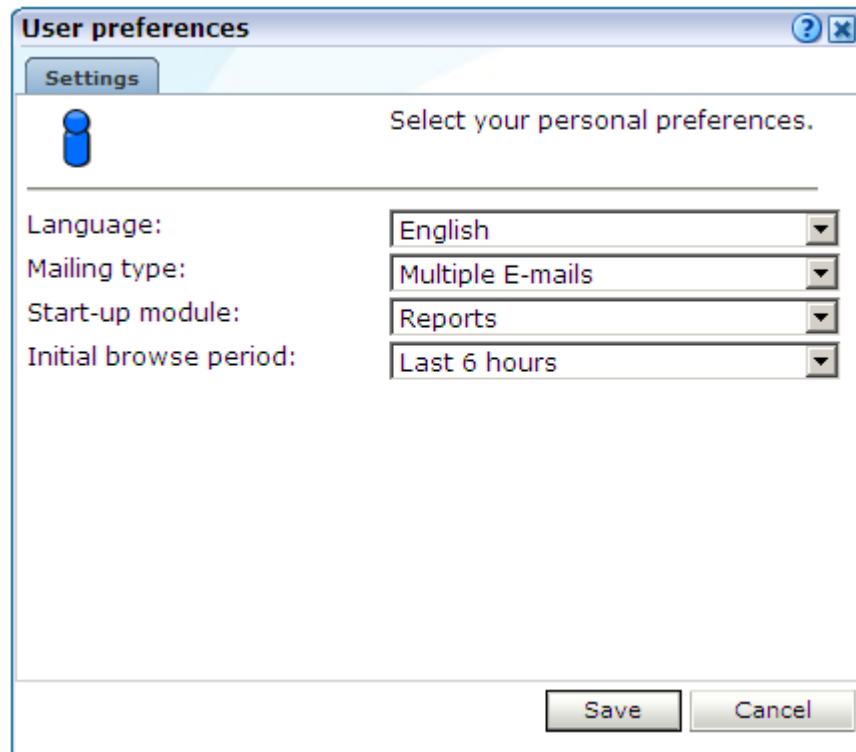 User preferences
?
Settings
Select your personal preferences.
Language: English
Mailing type: Multiple E-mails
Start-up module: Reports
Initial browse period: Last 6 hours
Save Cancel